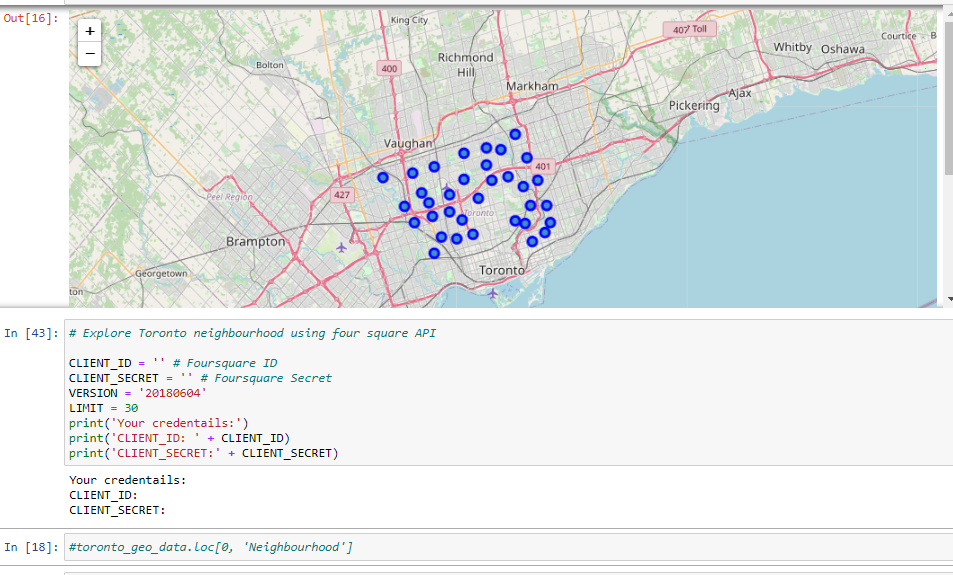 Out[16]:
+
−
King City
407 Toll
Whitby
Oshawa
Courtice
B
Bolton
400
Richmond
Hill
Markham
Ajax
Pickering
Vaughan
401
427
Peel Region
Toronto
Brampton
Georgetown
Toronto
ton
In [43]:
# Explore Toronto neighbourhood using four square API
CLIENT_ID = '' # Foursquare ID
CLIENT_SECRET = '' # Foursquare Secret
VERSION = '20180604'
LIMIT = 30
print('Your credentails:')
print('CLIENT_ID: ' + CLIENT_ID)
print('CLIENT_SECRET:' + CLIENT_SECRET)
Your credentails:
CLIENT_ID:
CLIENT_SECRET:
In [18]:
#toronto_geo_data.loc[0, 'Neighbourhood']